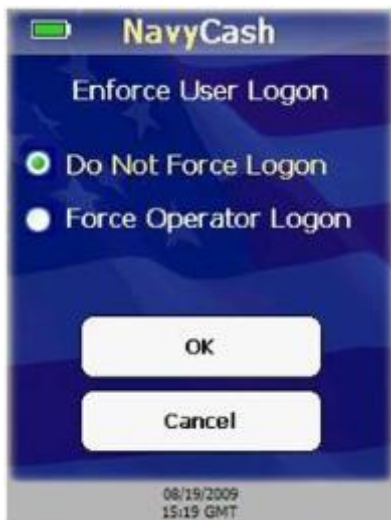 NavyCash
Enforce User Logon
Do Not Force Logon
Force Operator Logon
OK
Cancel
08/19/2009
15:19 GMT